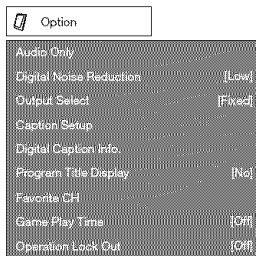 Option
Audio Only
Digital Noise Reduction [Low]
Output Select [Fixed]
Caption Setup
Digital Caption Info.
Program Title Display [No]
Favorite CH
Game Play Time [Off]
Operation Lock Out [Off]